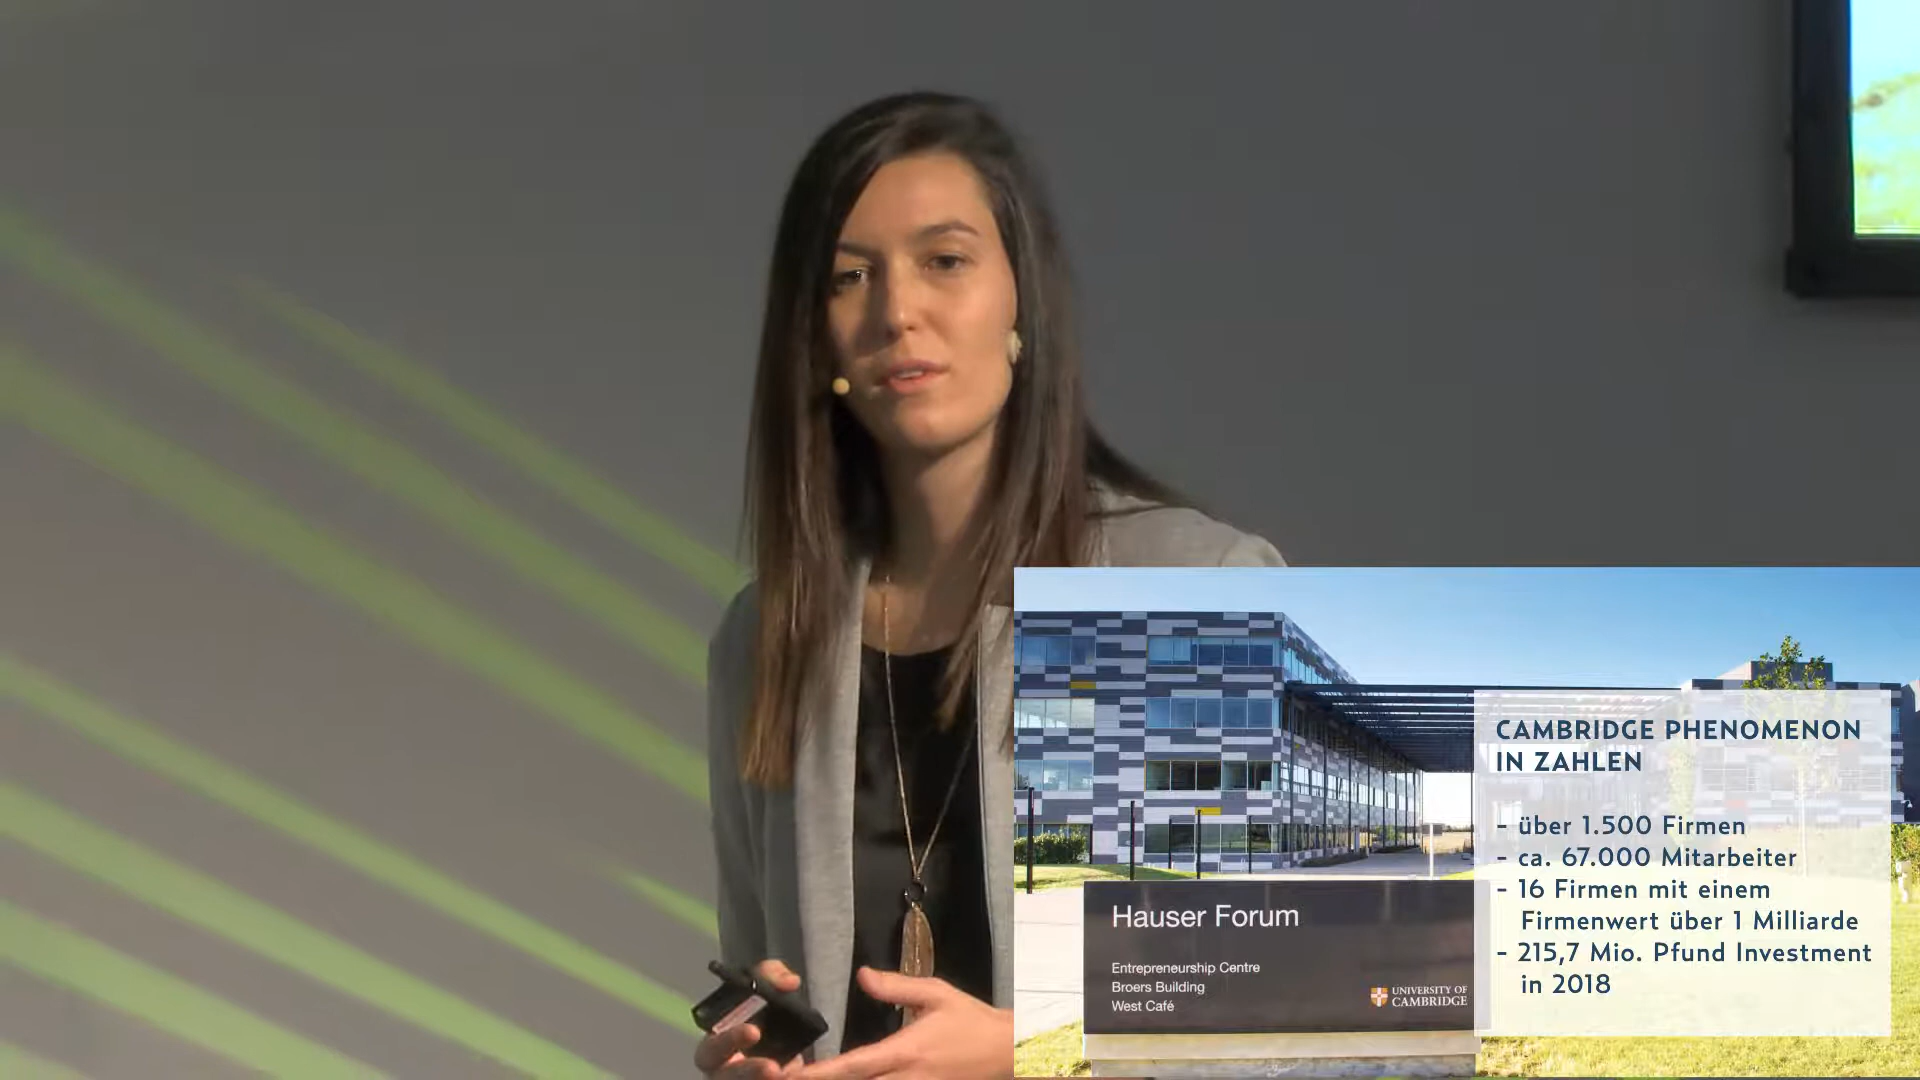 CAMBRIDGE PHENOMENON
IN ZAHLEN
- über 1.500 Firmen
- ca. 67.000 Mitarbeiter
- 16 Firmen mit einem
Firmenwert über 1 Milliarde
- 215,7 Mio. Pfund Investment
in 2018
Hauser Forum
Entrepreneurship Centre
Broers Building
West Café
UNIVERSITY OF
CAMBRIDGE